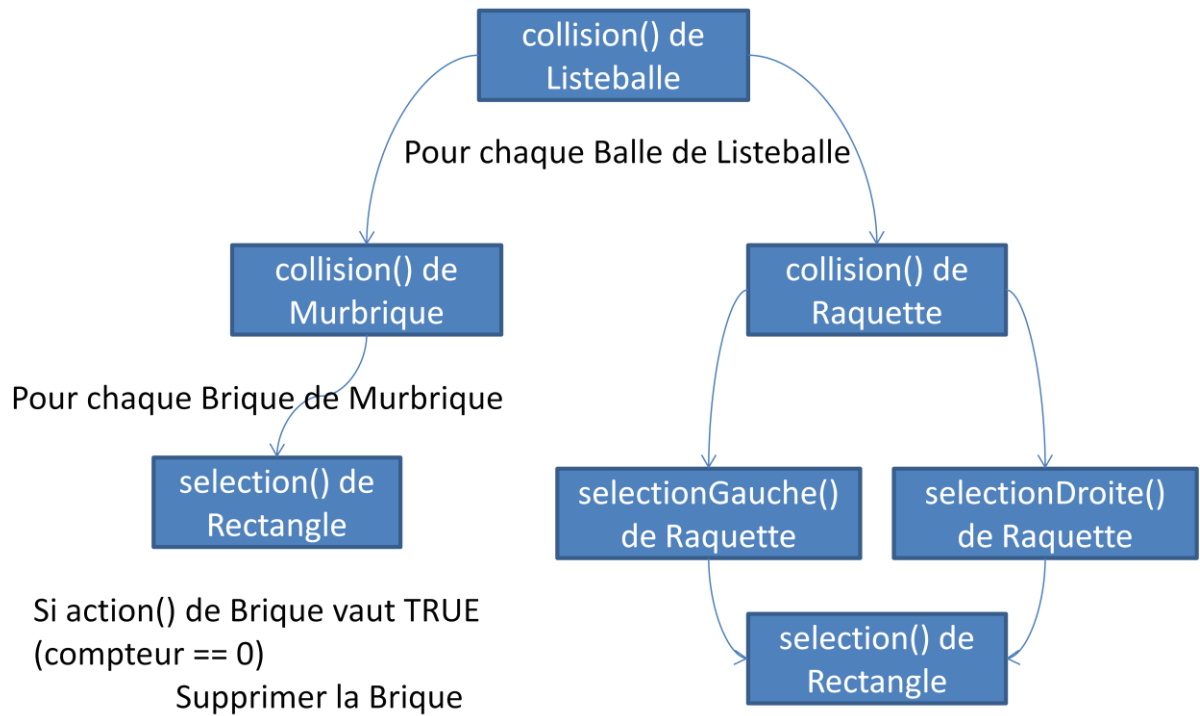 collision() de
Listeballe
Pour chaque Balle de Listeballe
collision() de
Murbrique
collision() de
Raquette
Pour chaque Brique de Murbrique
selection() de
Rectangle
selectionGauche()
de Raquette
selectionDroite()
de Raquette
Si action() de Brique vaut TRUE
(compteur == 0)
Supprimer la Brique
selection() de
Rectangle